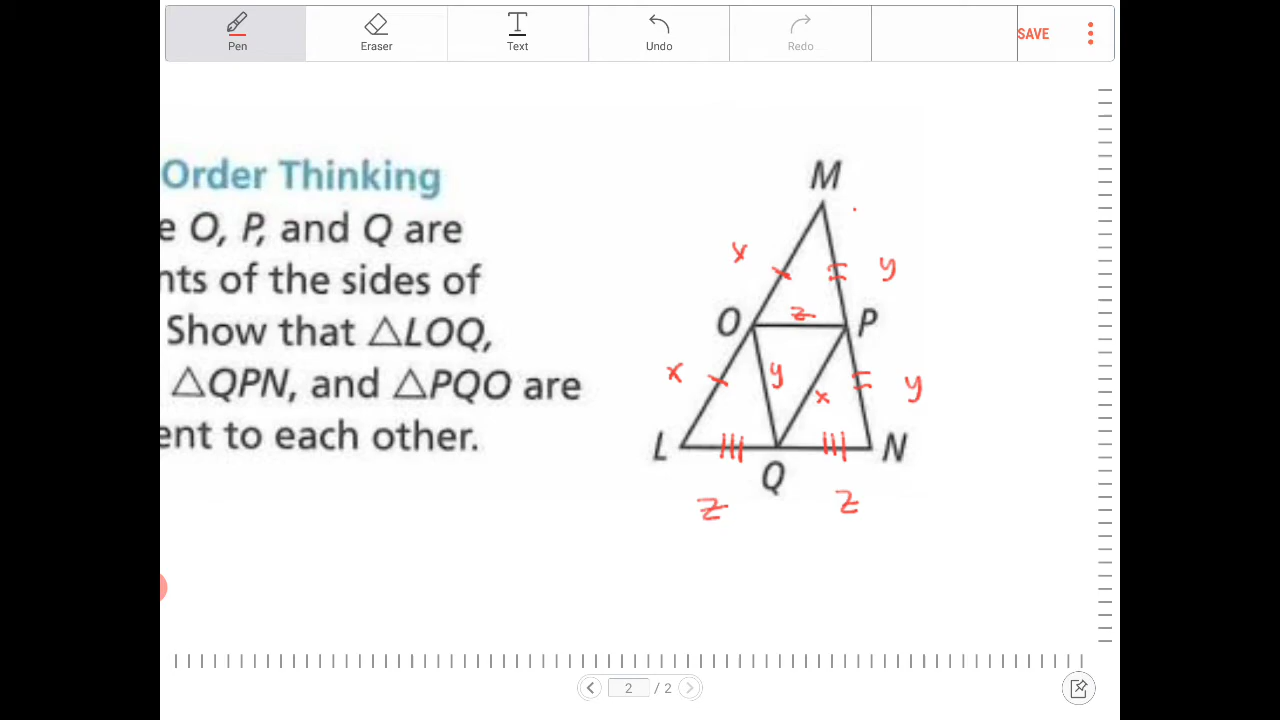 Pen
Eraser
Text
Undo
Redo
SAVE
Order Thinking
e O, P, and Q are
nts of the sides of
Show that △LOQ,
△QPN, and △PQO are
ent to each other.
M
x
y
O
z
P
x
y
x
y
L
Q
N
z
z
2 / 2